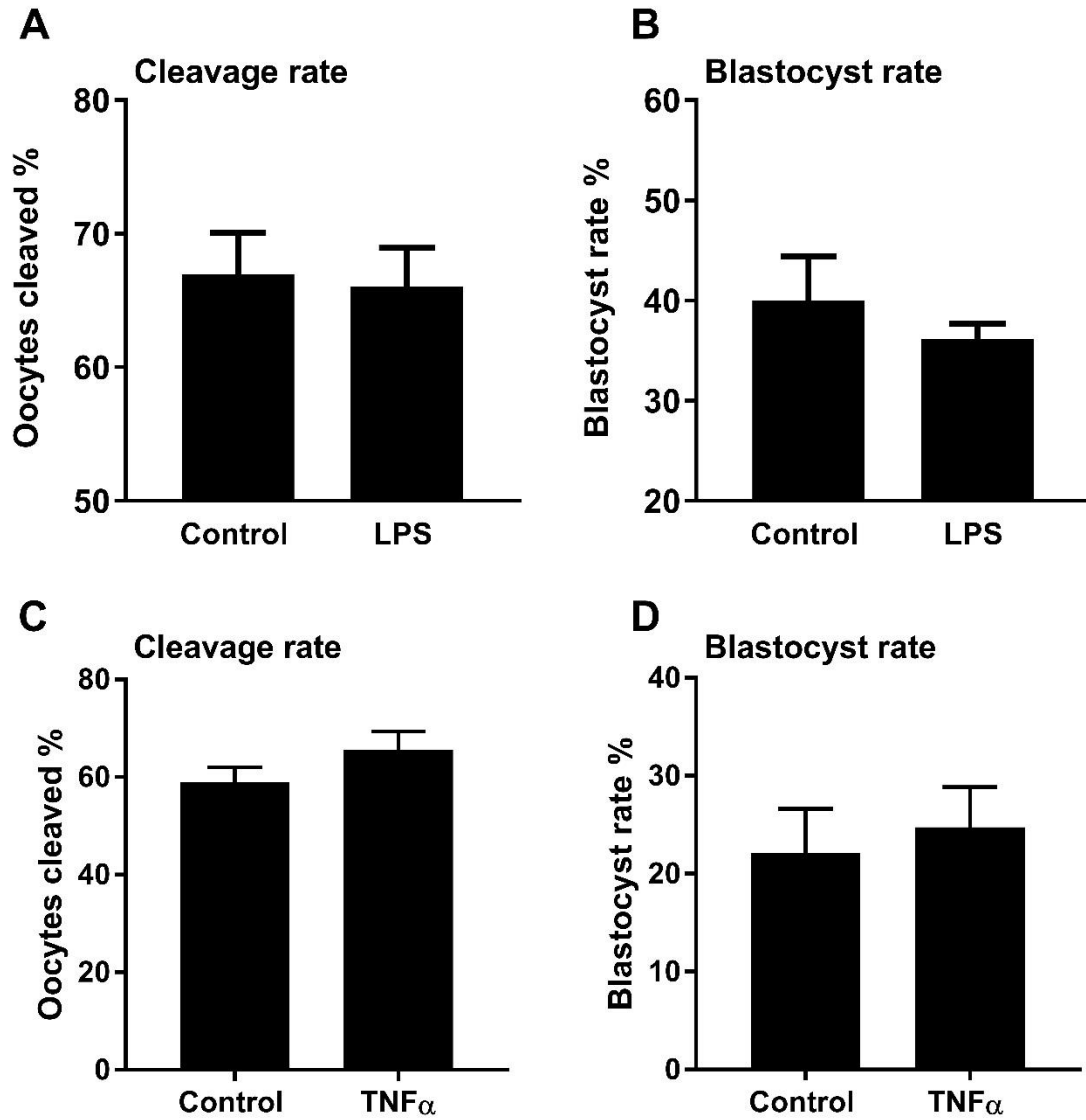 A
Cleavage rate
Oocytes cleaved %
80
70
60
50
Control LPS
B
Blastocyst rate
Blastocyst rate %
60
50
40
30
20
Control LPS
C
Cleavage rate
Oocytes cleaved %
80
60
40
20
0
Control TNFα
D
Blastocyst rate
Blastocyst rate %
40
30
20
10
0
Control TNFα